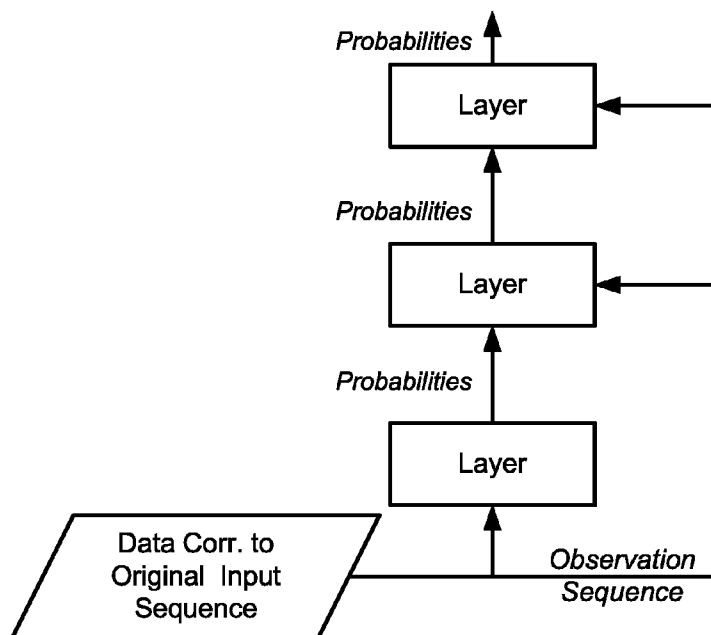 Probabilities
Layer
Probabilities
Layer
Probabilities
Layer
Data Corr. to
Original Input
Sequence
Observation
Sequence